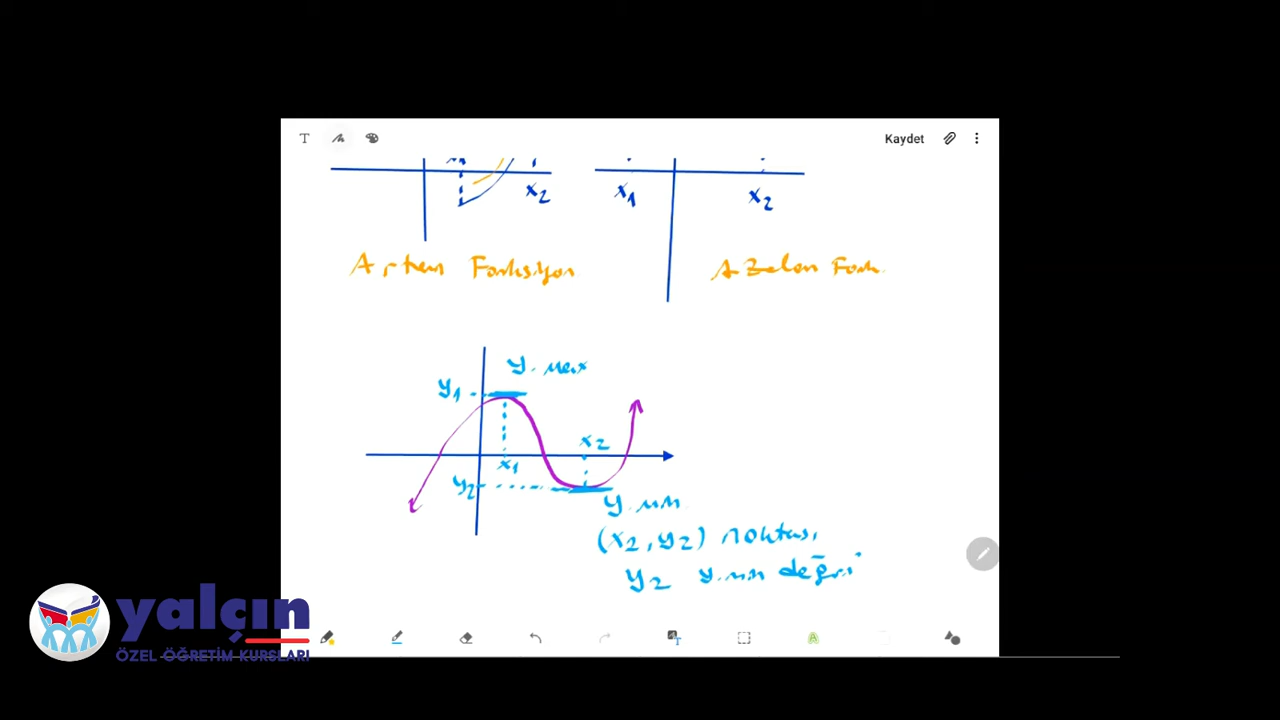 T Kaydet
x2 x1 x2
Artan Fonksiyon Azalan Fonk.
y. max
y1
x2
x1
y2
y. min
(x2, y2) noktası
y2 y. min değeri
yalçın
ÖZEL ÖĞRETİM KURSLARI